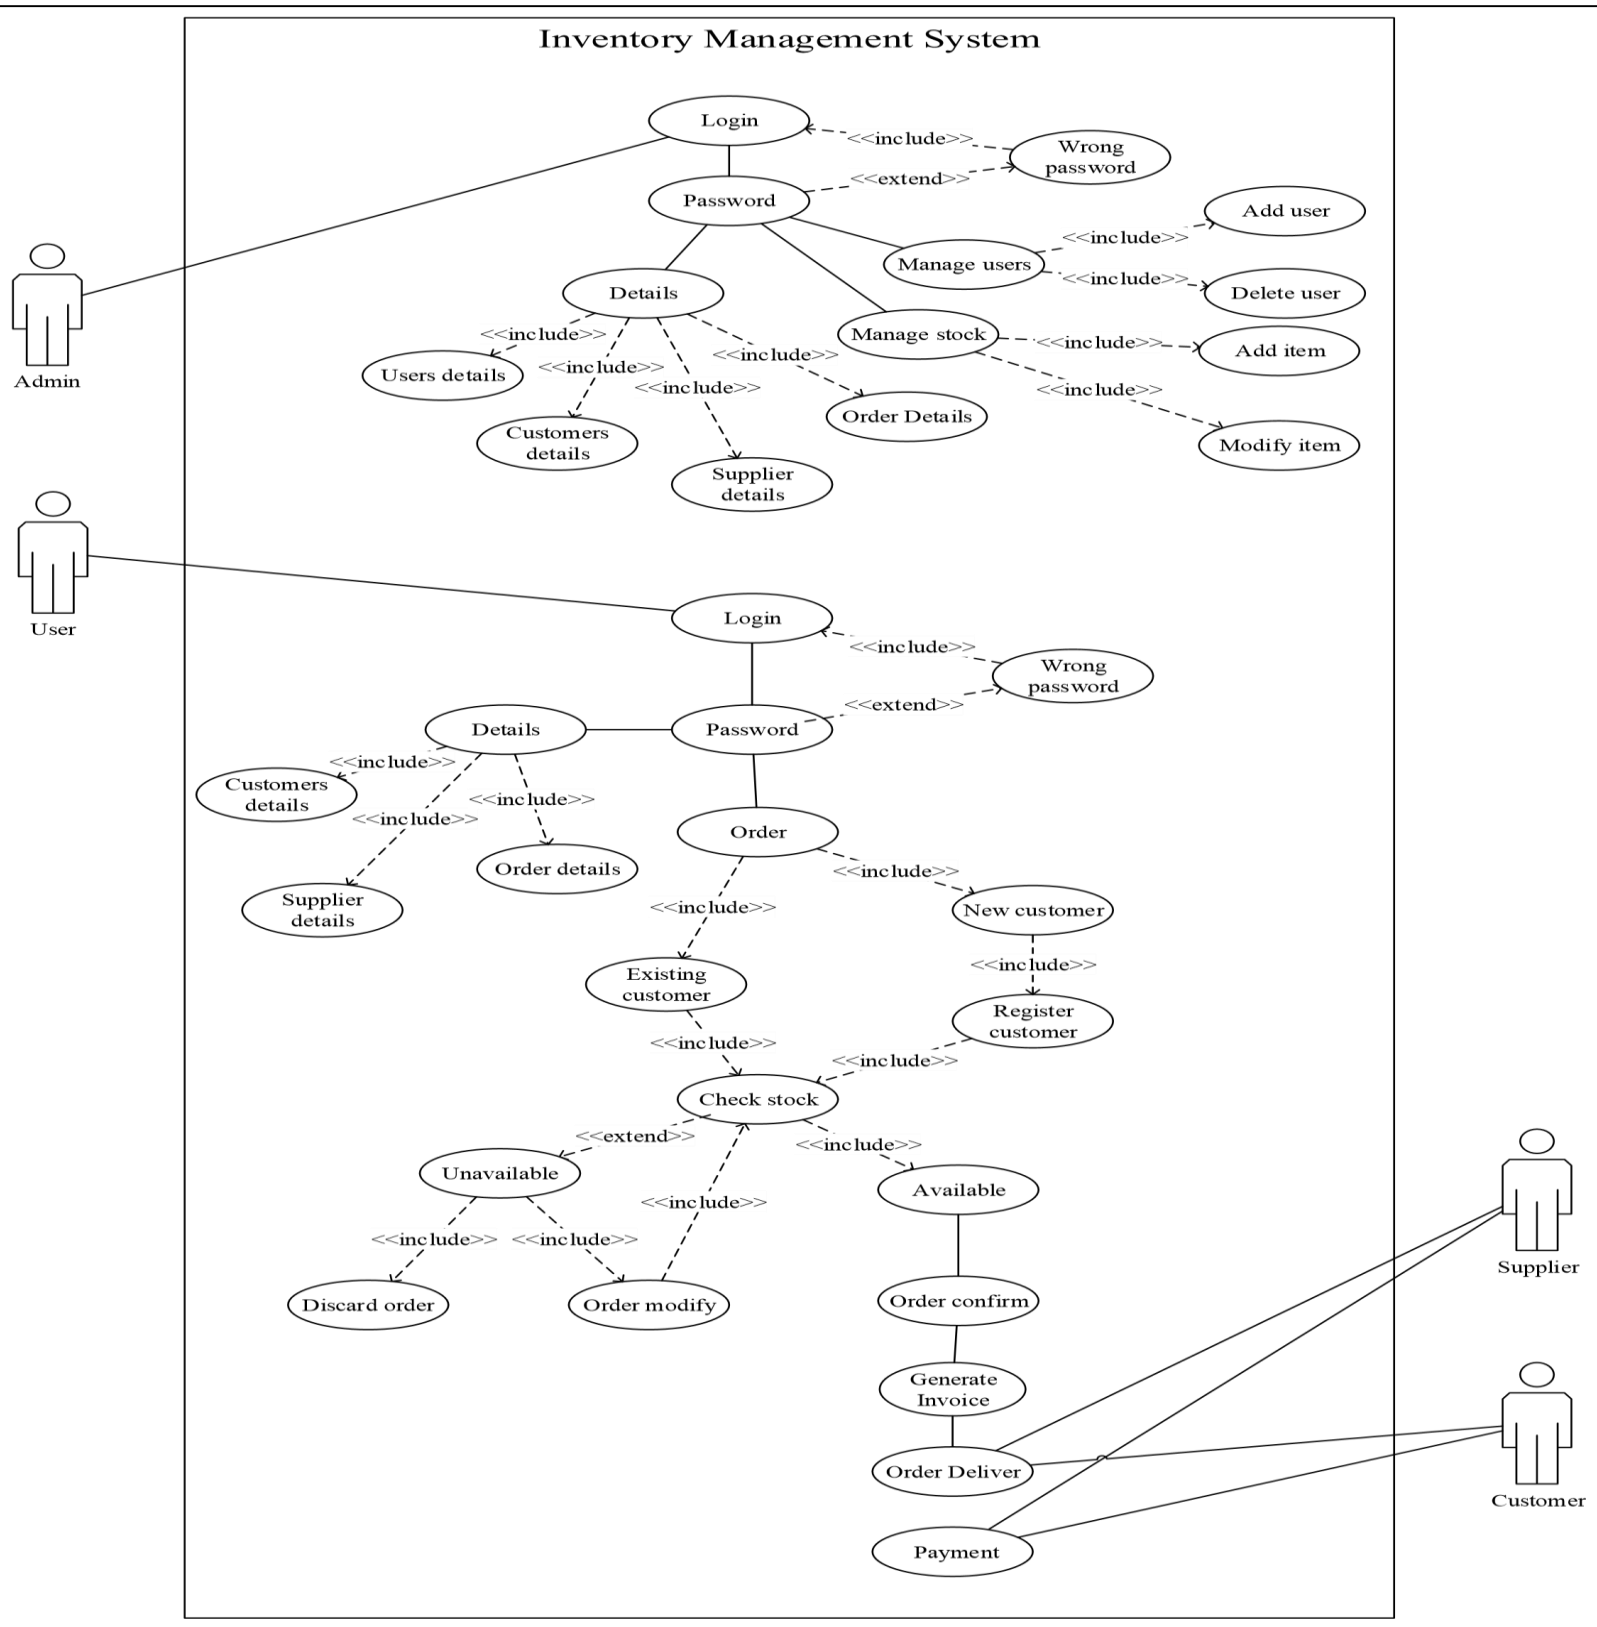 Inventory Management System
Login
<<include>>
Wrong
password
<<extend>>
Password
Add user
<<include>>
Manage users
<<include>>
Delete user
Details
<<include>>
Manage stock
<<include>>
Add item
<<include>>
<<include>>
Users details
<<include>>
<<include>>
Admin
Order Details
Customers
details
Modify item
Supplier
details
User
Login
<<include>>
Wrong
password
<<extend>>
Details
Password
<<include>>
Customers
details
<<include>>
<<include>>
Order
Order details
<<include>>
Supplier
details
<<include>>
New customer
<<include>>
Existing
customer
Register
customer
<<include>>
<<include>>
Check stock
<<extend>>
<<include>>
Unavailable
Available
<<include>>
<<include>>
<<include>>
Supplier
Discard order
Order modify
Order confirm
Generate
Invoice
Order Deliver
Customer
Payment